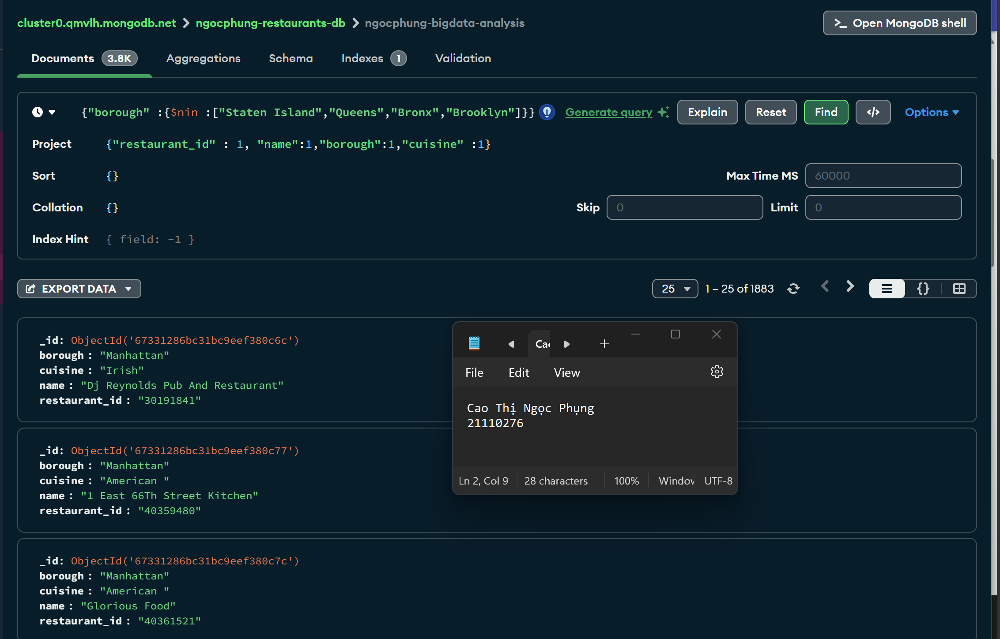 cluster0.qmvlh.mongodb.net > ngocphung-restaurants-db > ngocphung-bigdata-analysis
>_ Open MongoDB shell
Documents 3.8K Aggregations Schema Indexes 1 Validation
{"borough" :{$nin :["Staten Island","Queens","Bronx","Brooklyn"]}} Generate query Explain Reset Find </> Options
Project {"restaurant_id" : 1, "name":1,"borough":1,"cuisine" :1}
Sort {} Max Time MS 60000
Collation {} Skip 0 Limit 0
Index Hint { field: -1 }
EXPORT DATA 25 1 – 25 of 1883 {}
_id: ObjectId('67331286bc31bc9eef380c6c')
borough : "Manhattan"
cuisine : "Irish"
name : "Dj Reynolds Pub And Restaurant"
restaurant_id : "30191841"
Cao
File Edit View
Cao Thị Ngọc Phụng
21110276
Ln 2, Col 9 28 characters 100% Window UTF-8
_id: ObjectId('67331286bc31bc9eef380c77')
borough : "Manhattan"
cuisine : "American "
name : "1 East 66Th Street Kitchen"
restaurant_id : "40359480"
_id: ObjectId('67331286bc31bc9eef380c7c')
borough : "Manhattan"
cuisine : "American "
name : "Glorious Food"
restaurant_id : "40361521"